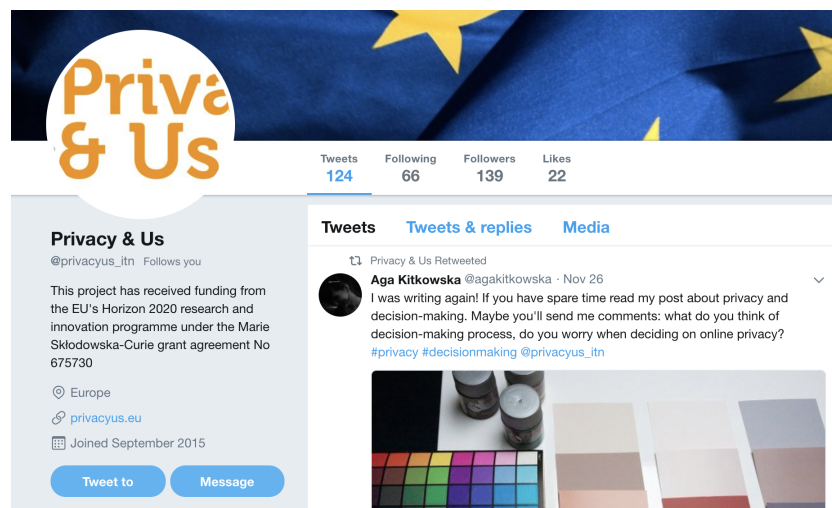 Priva
& Us
Tweets
124
Following
66
Followers
139
Likes
22
Privacy & Us
@privacyus_itn Follows you
This project has received funding from
the EU's Horizon 2020 research and
innovation programme under the Marie
Skłodowska-Curie grant agreement No
675730
Europe
privacyus.eu
Joined September 2015
Tweet to
Message
Tweets
Tweets & replies
Media
Privacy & Us Retweeted
Aga Kitkowska @agakitkowska · Nov 26
I was writing again! If you have spare time read my post about privacy and
decision-making. Maybe you'll send me comments: what do you think of
decision-making process, do you worry when deciding on online privacy?
#privacy #decisionmaking @privacyus_itn